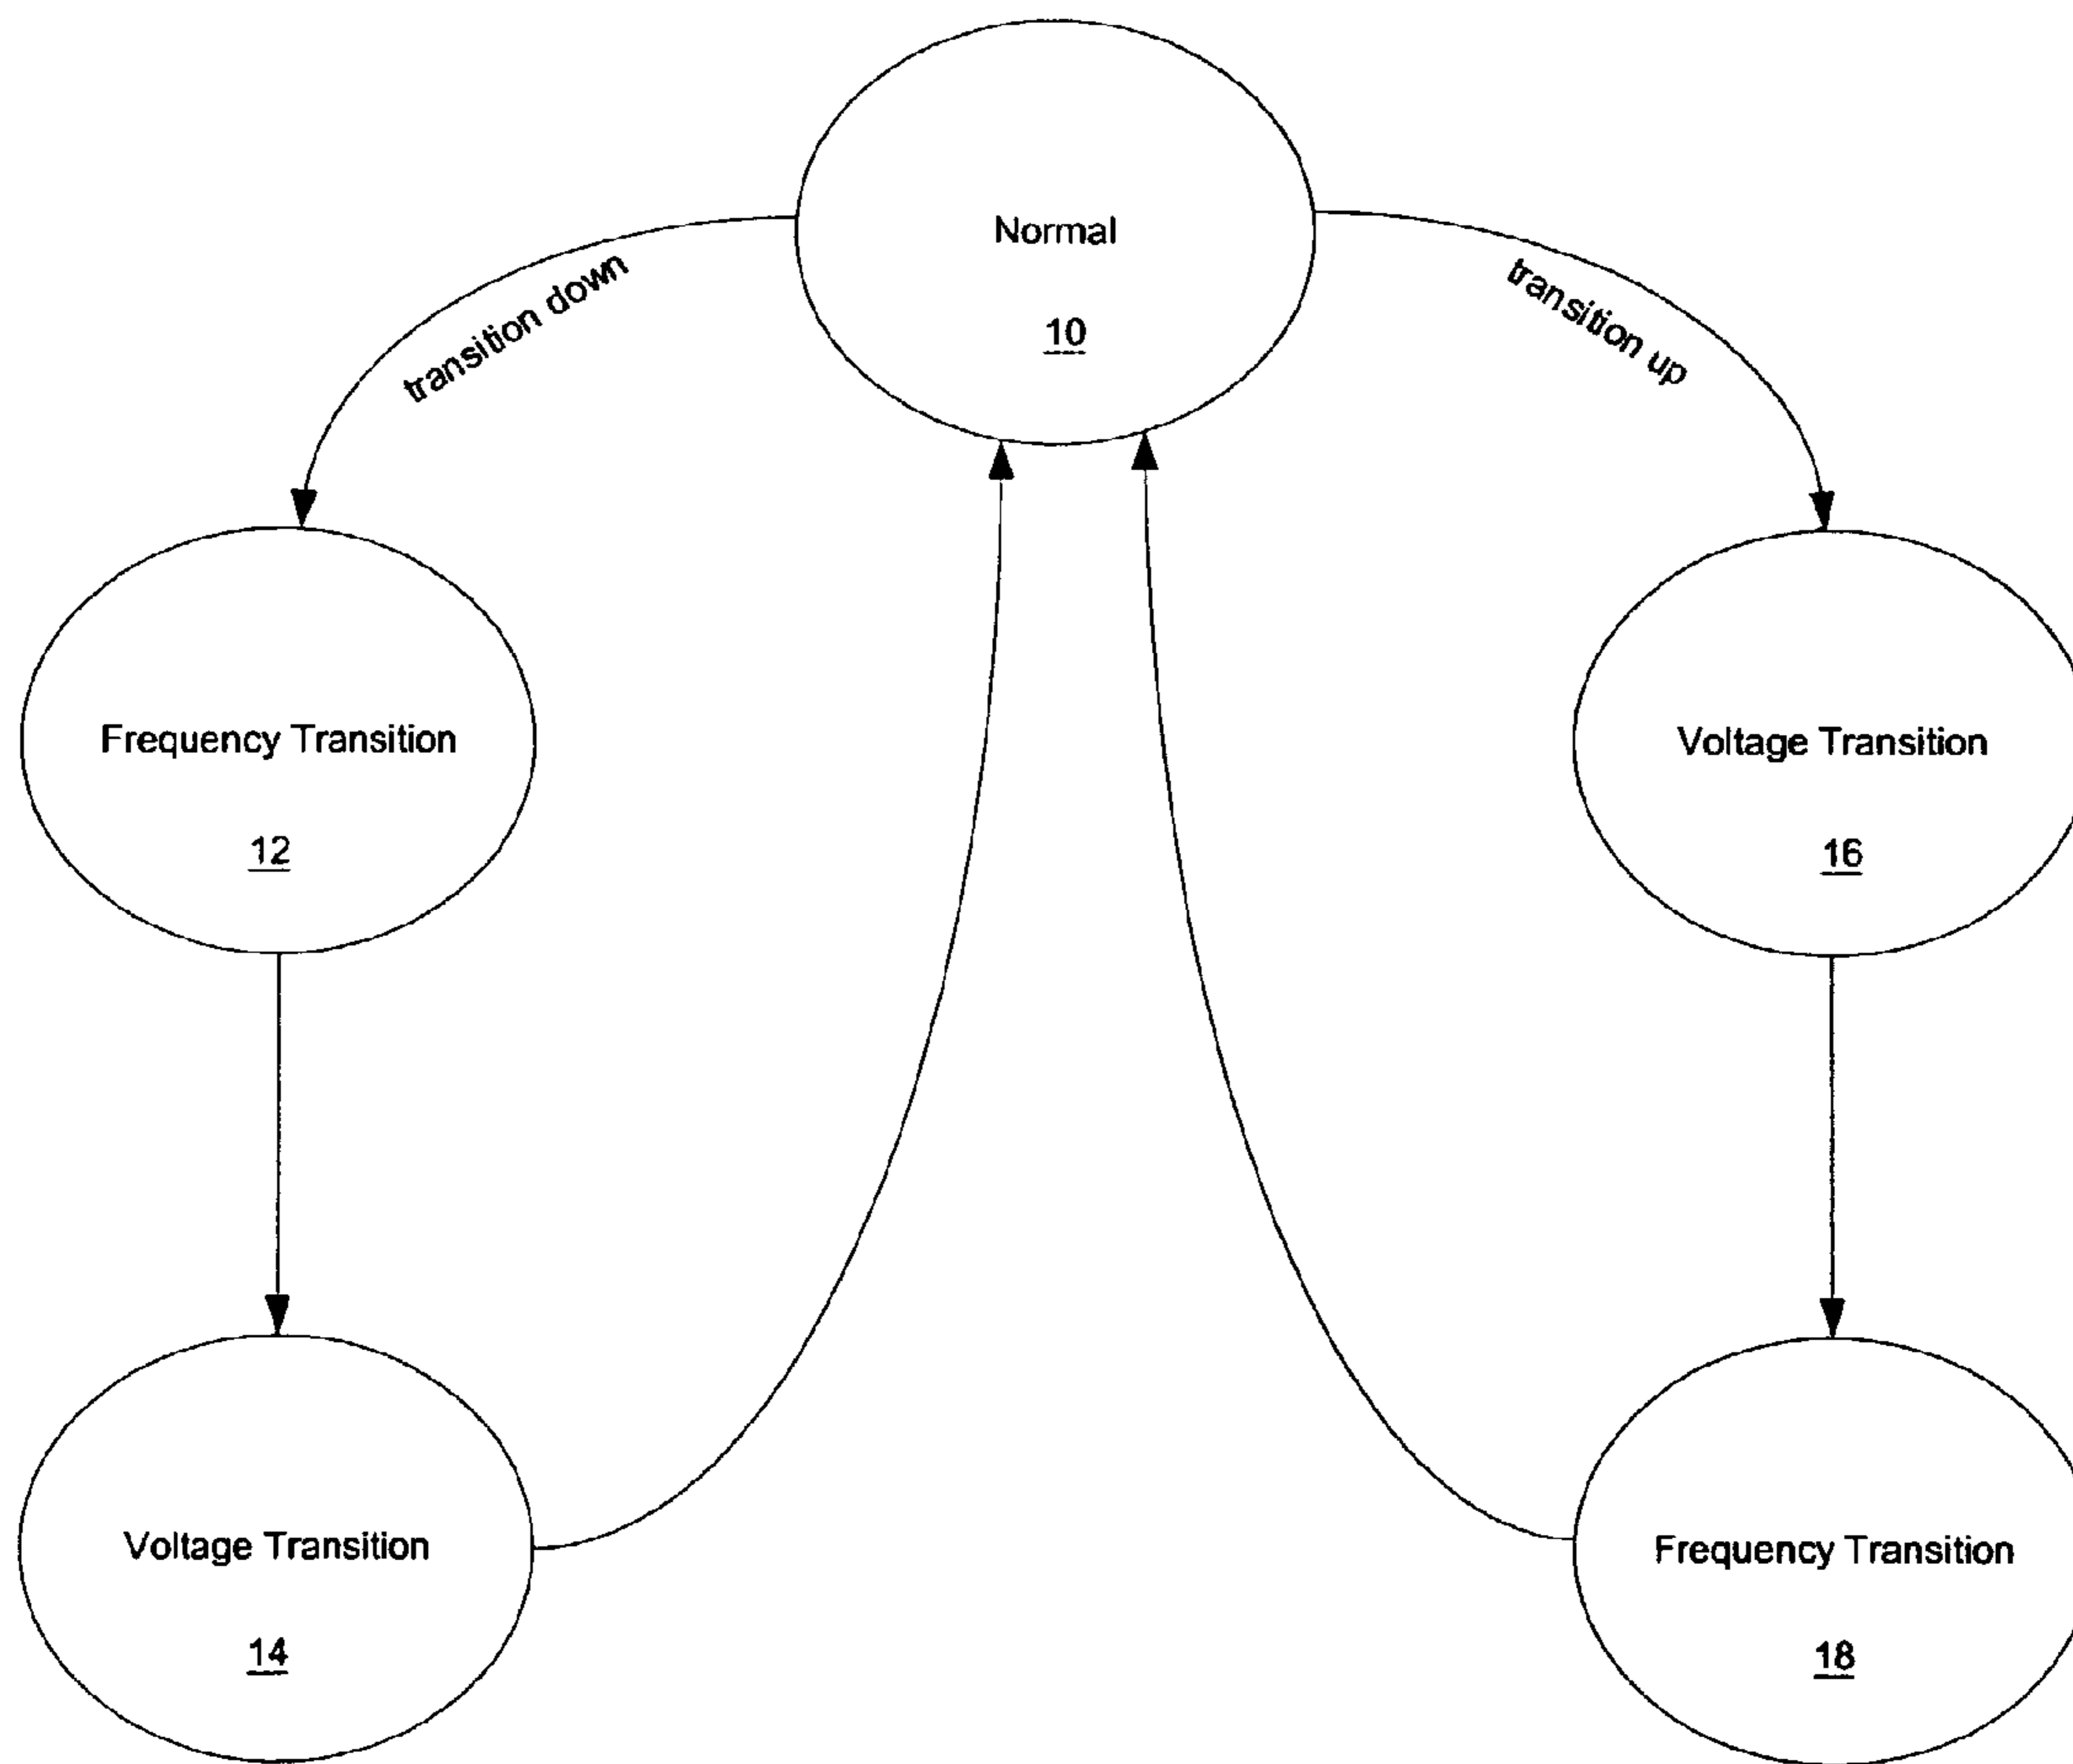 Normal
10
transition down
transition up
Frequency Transition
12
Voltage Transition
16
Voltage Transition
14
Frequency Transition
18